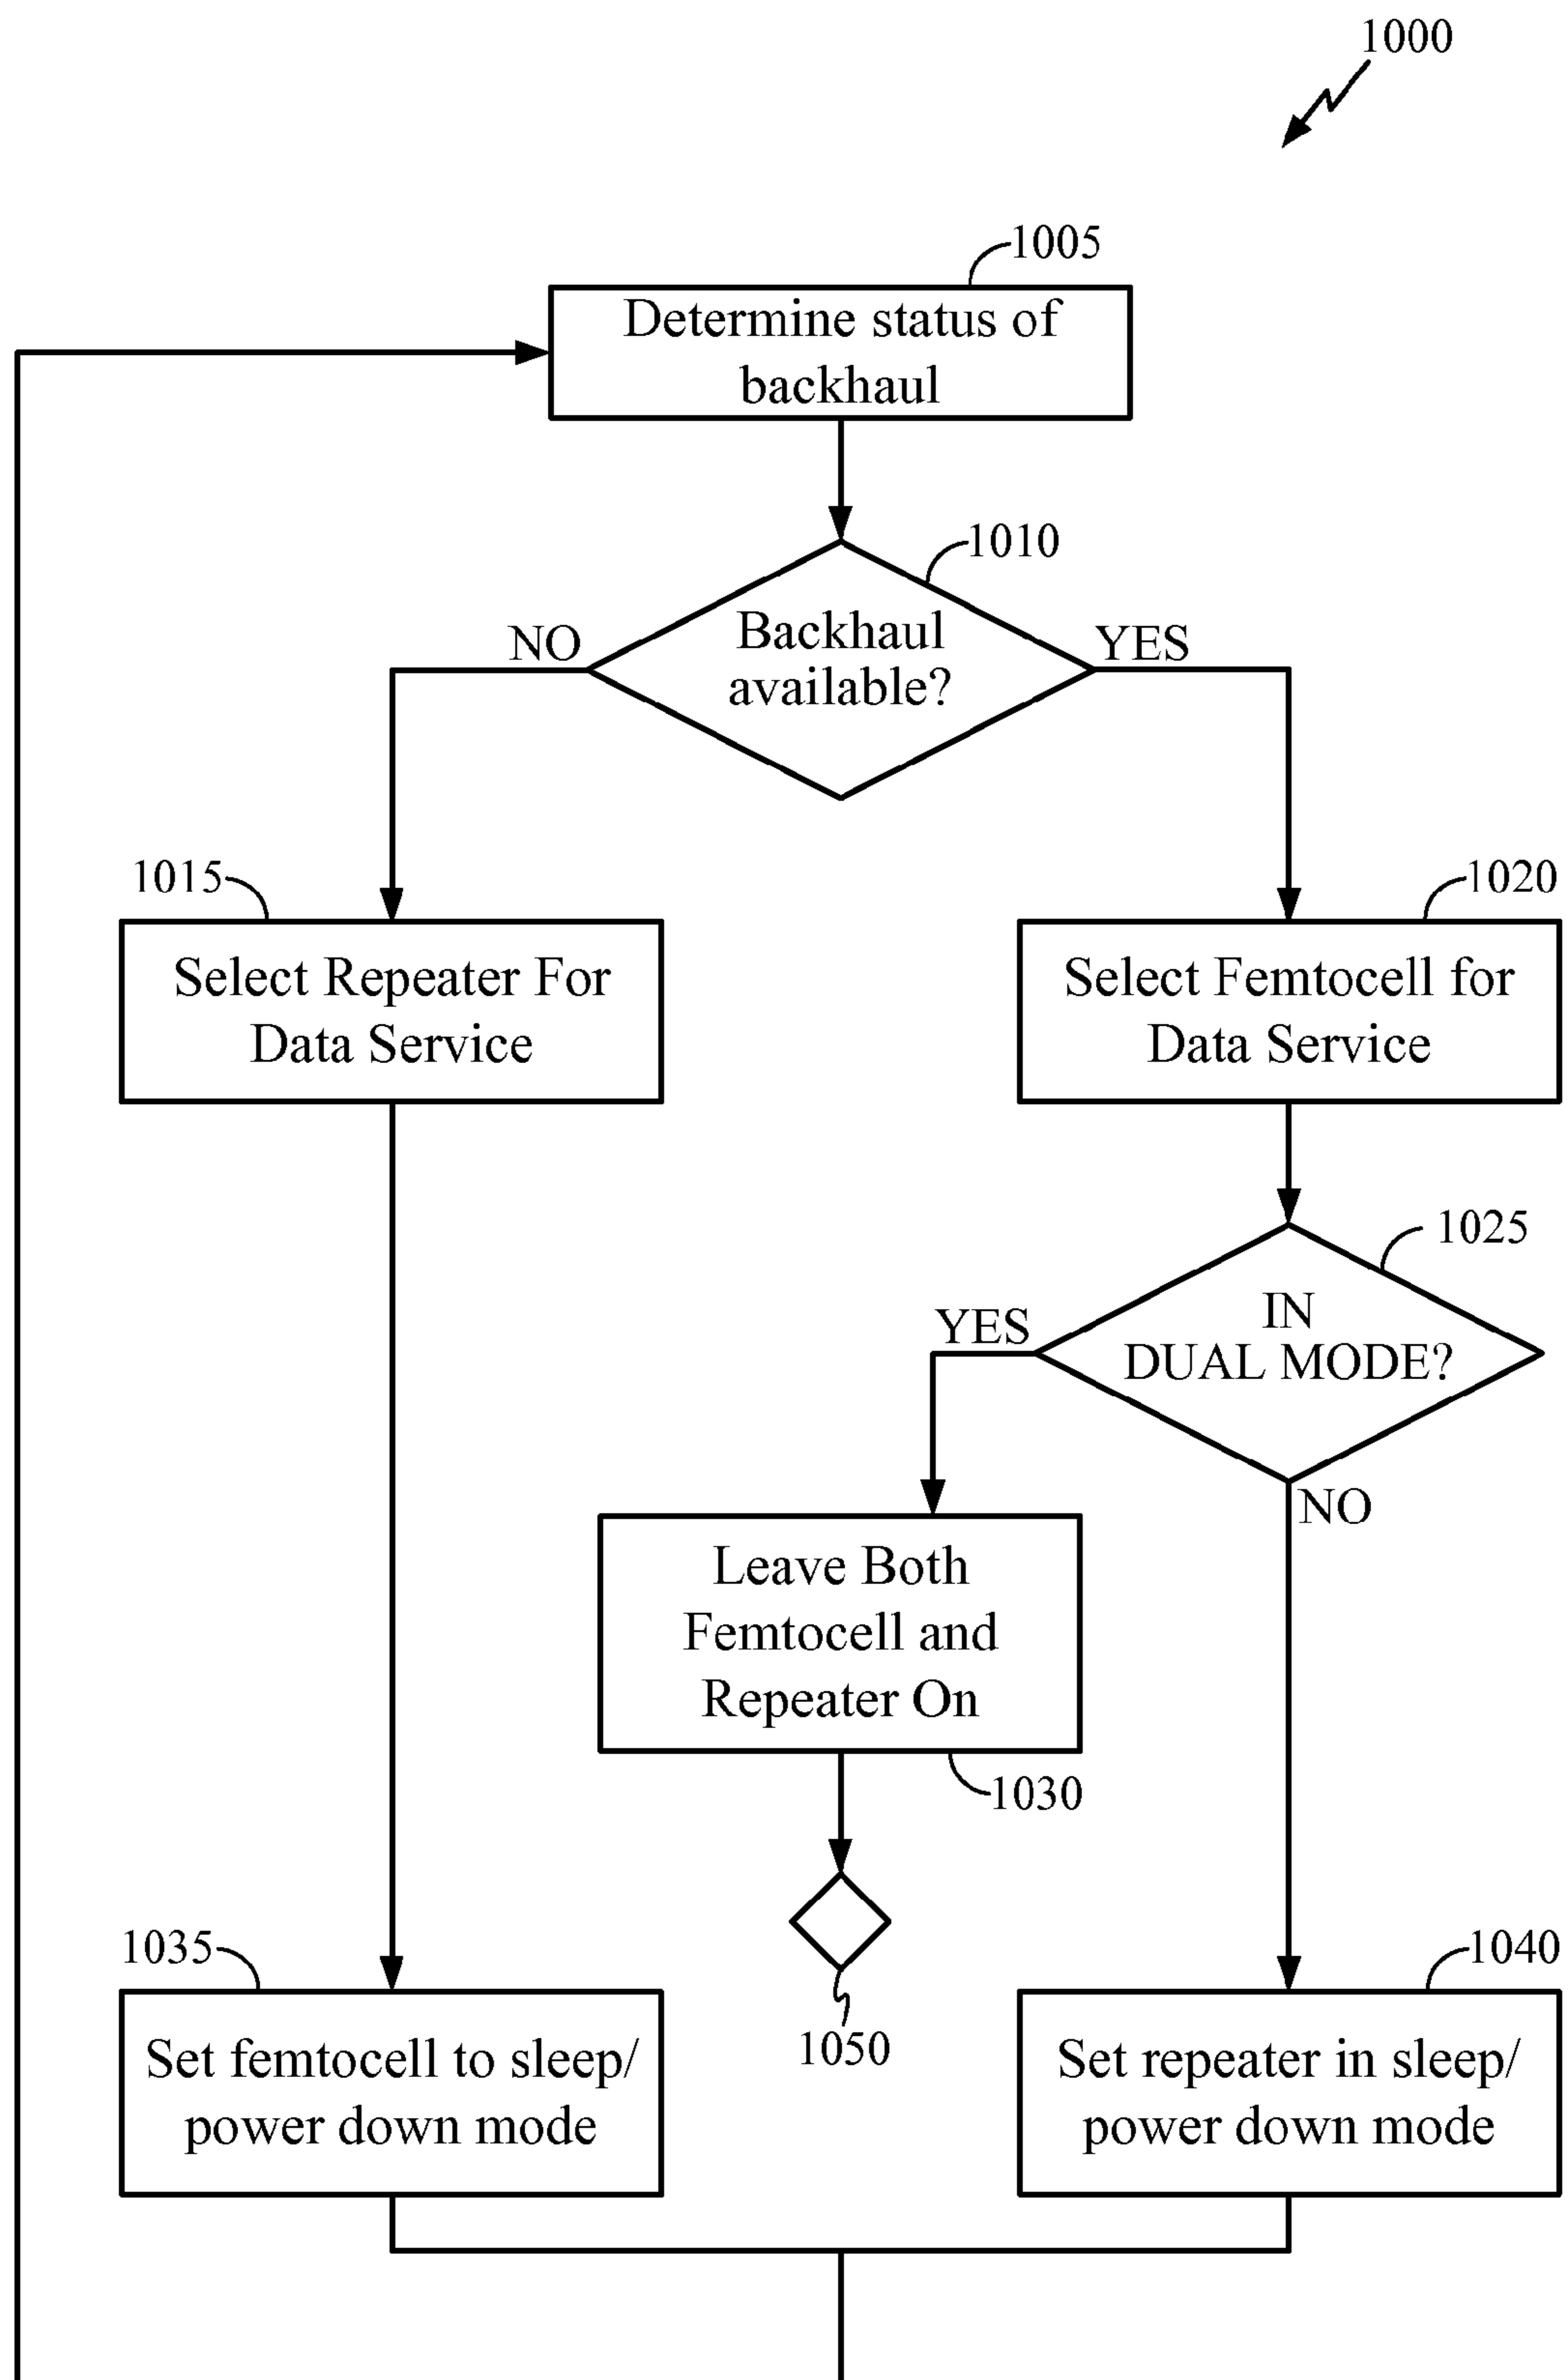 1000
1005
Determine status of
backhaul
1010
Backhaul
available?
NO
YES
1015
1020
Select Repeater For
Data Service
Select Femtocell for
Data Service
1025
IN
DUAL MODE?
YES
NO
Leave Both
Femtocell and
Repeater On
1030
1050
1035
1040
Set femtocell to sleep/
power down mode
Set repeater in sleep/
power down mode